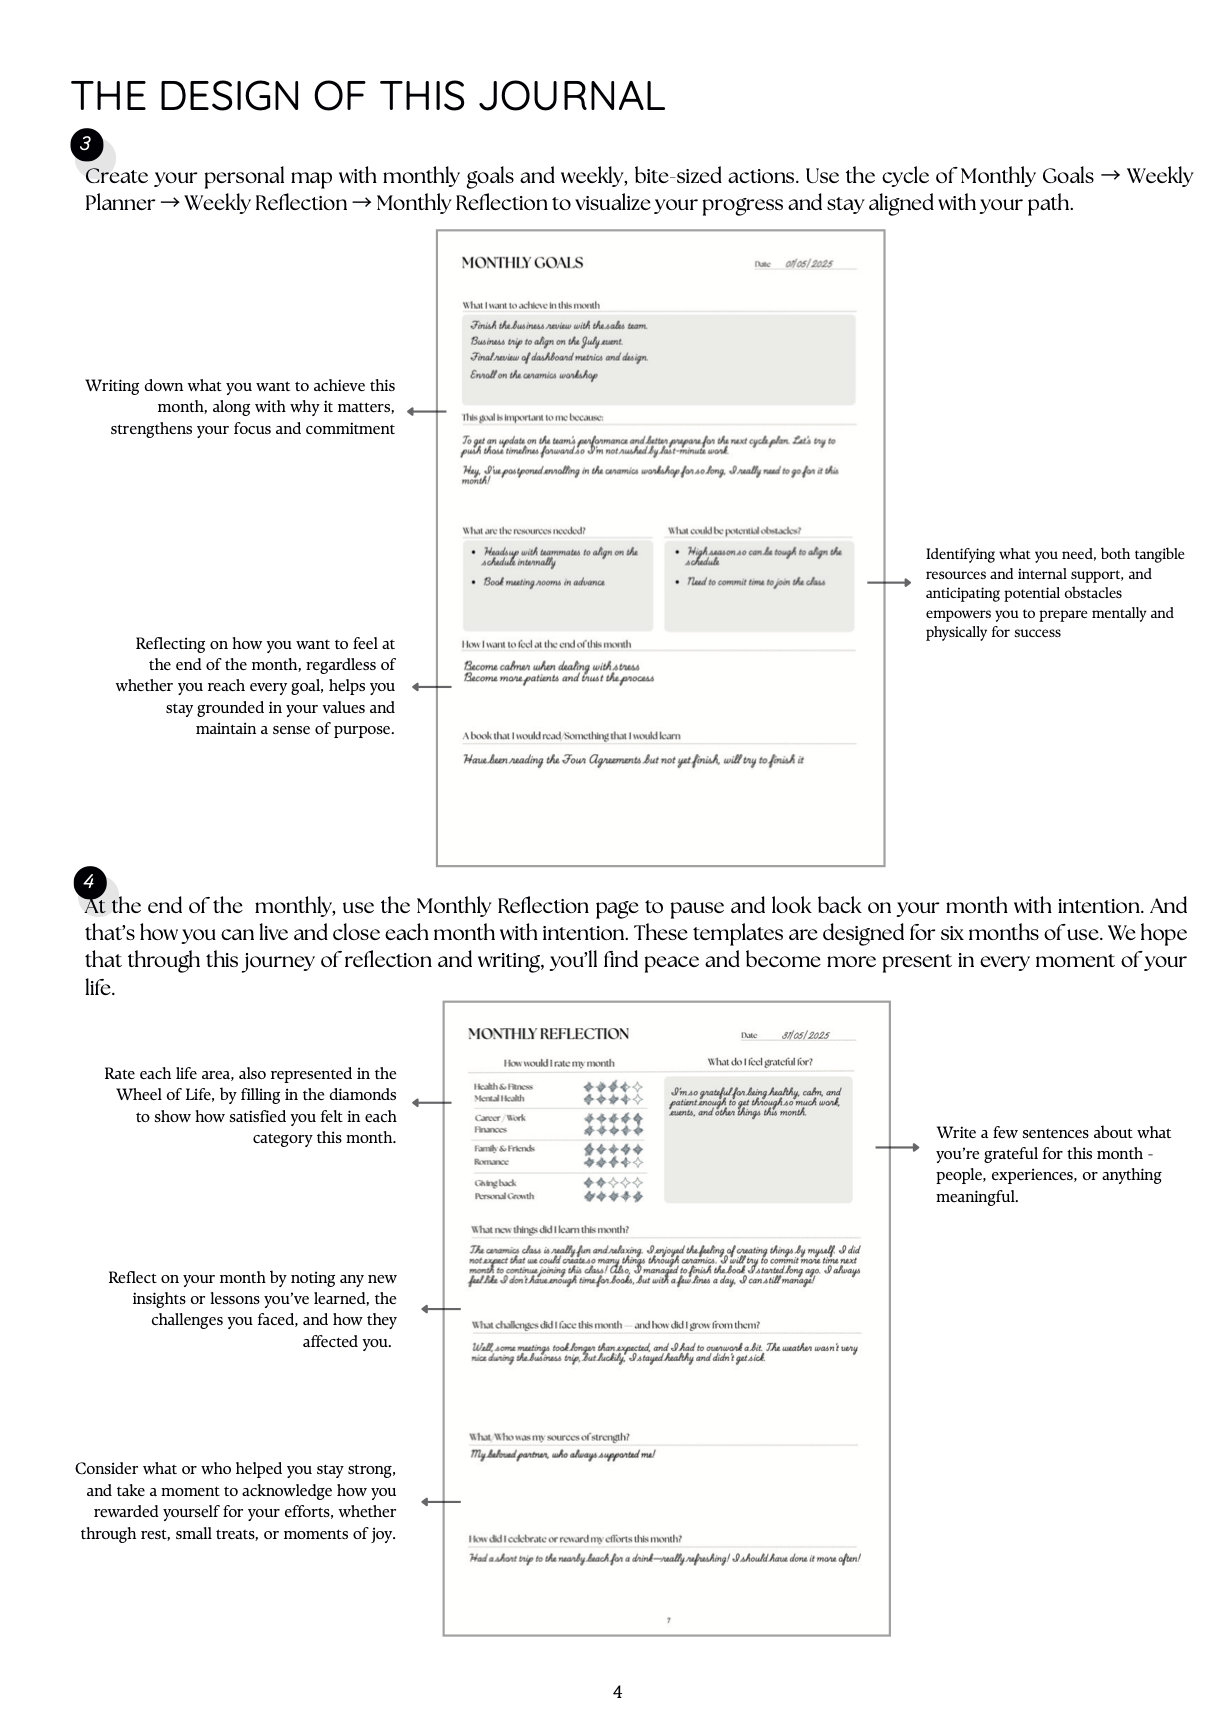 THE DESIGN OF THIS JOURNAL
3
Create your personal map with monthly goals and weekly, bite-sized actions. Use the cycle of Monthly Goals → Weekly
Planner → Weekly Reflection → Monthly Reflection to visualize your progress and stay aligned with your path.
MONTHLY GOALS
Date 01/05/2025
What I want to achieve in this month
Finish the business review with the sales team.
Business trip to align on the July event.
Final review of dashboard metrics and design.
Enroll on the ceramics workshop
Writing down what you want to achieve this
month, along with why it matters,
strengthens your focus and commitment
This goal is important to me because:
To get an update on the team's performance and better prepare for the next cycle plan. Let's try to
push those timelines forward so I'm not rushed by last-minute work.
Hey, I've postponed enrolling in the ceramics workshop for so long, I really need to go for it this
month!
What are the resources needed?
Heads up with teammates to align on the
schedule internally
Book meeting rooms in advance
What could be potential obstacles?
High season so can be tough to align the
schedule
Need to commit time to join the class
Identifying what you need, both tangible
resources and internal support, and
anticipating potential obstacles
empowers you to prepare mentally and
physically for success
Reflecting on how you want to feel at
the end of the month, regardless of
whether you reach every goal, helps you
stay grounded in your values and
maintain a sense of purpose.
How I want to feel at the end of this month
Become calmer when dealing with stress
Become more patients and trust the process
A book that I would read/Something that I would learn
Have been reading the Four Agreements but not yet finish, will try to finish it
4
At the end of the monthly, use the Monthly Reflection page to pause and look back on your month with intention. And
that's how you can live and close each month with intention. These templates are designed for six months of use. We hope
that through this journey of reflection and writing, you'll find peace and become more present in every moment of your
life.
MONTHLY REFLECTION
Date 31/05/2025
How would I rate my month
Health & Fitness
Mental Health
Career / Work
Finances
Family & Friends
Romance
Giving back
Personal Growth
What do I feel grateful for?
I'm so grateful for being healthy, calm, and
patient enough to get through so much work,
events, and other things this month.
Rate each life area, also represented in the
Wheel of Life, by filling in the diamonds
to show how satisfied you felt in each
category this month.
Write a few sentences about what
you're grateful for this month -
people, experiences, or anything
meaningful.
What new things did I learn this month?
The ceramics class is really fun and relaxing. I enjoyed the feeling of creating things by myself. I did
not expect that we could create so many things through ceramics. I will try to commit more time next
month to continue joining this class! Also, I managed to finish the book I started long ago. I always
feel like I don't have enough time for books, but with a few lines a day, I can still manage!
Reflect on your month by noting any new
insights or lessons you've learned, the
challenges you faced, and how they
affected you.
What challenges did I face this month — and how did I grow from them?
Well, some meetings took longer than expected, and I had to overwork a bit. The weather wasn't very
nice during the business trip, but luckily, I stayed healthy and didn't get sick.
What/Who was my sources of strength?
My beloved partner, who always supported me!
Consider what or who helped you stay strong,
and take a moment to acknowledge how you
rewarded yourself for your efforts, whether
through rest, small treats, or moments of joy.
How did I celebrate or reward my efforts this month?
Had a short trip to the nearby beach for a drink—really refreshing! I should have done it more often!
7
4